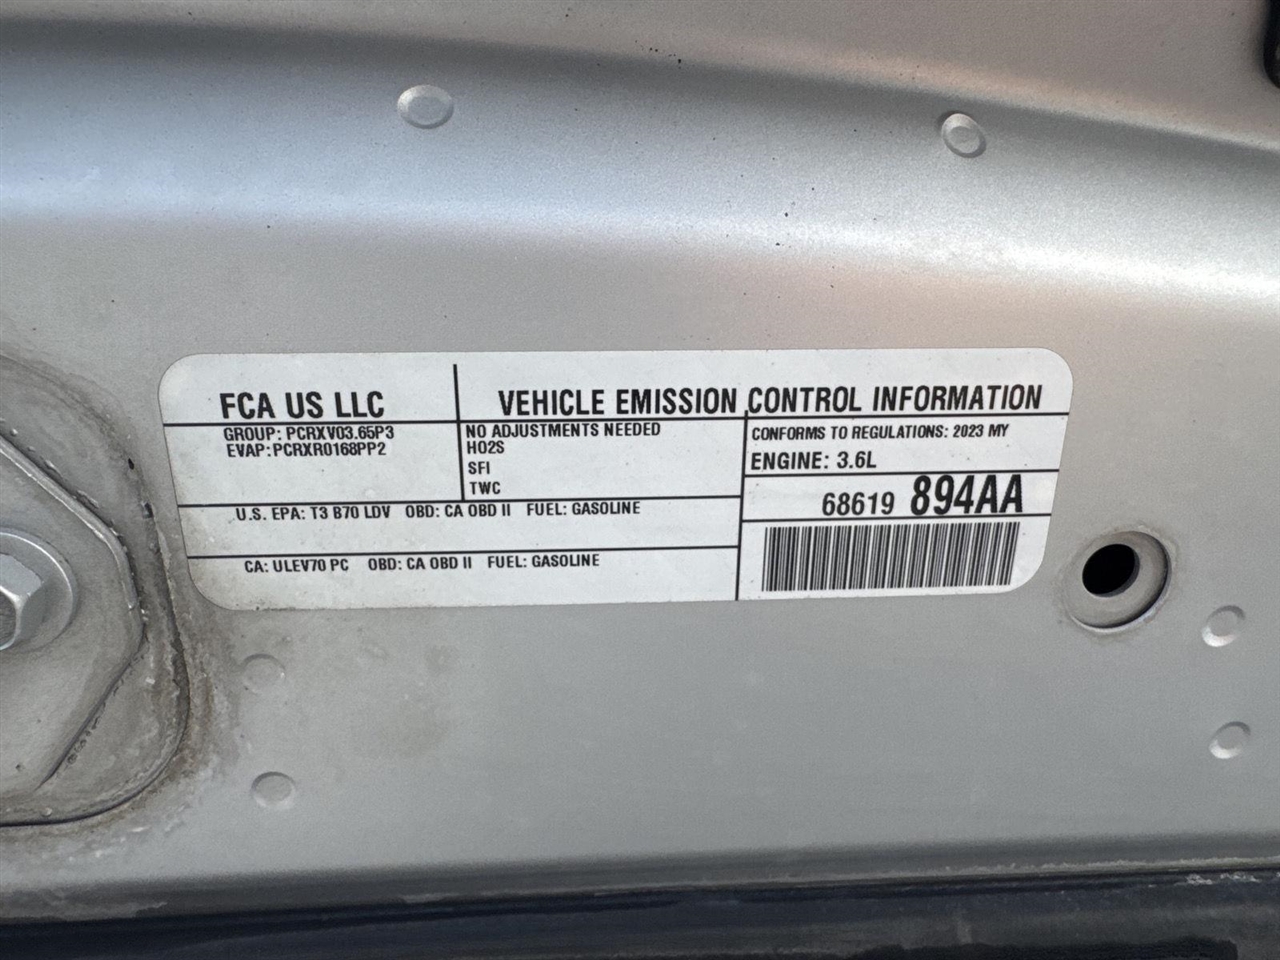 FCA US LLC
VEHICLE EMISSION CONTROL INFORMATION
GROUP: PCRXV03.65P3
EVAP: PCRXR0168PP2
NO ADJUSTMENTS NEEDED
HO2S
SFI
TWC
CONFORMS TO REGULATIONS: 2023 MY
ENGINE: 3.6L
68619 894AA
U.S. EPA: T3 B70 LDV OBD: CA OBD II FUEL: GASOLINE
CA: ULEV70 PC OBD: CA OBD II FUEL: GASOLINE